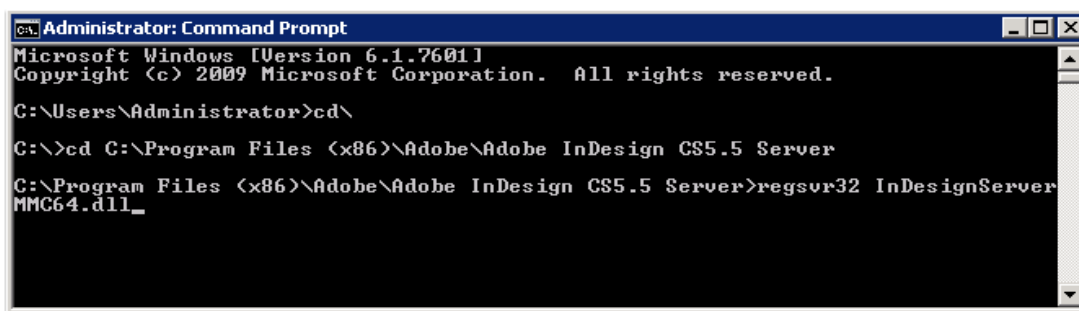 Administrator: Command Prompt
Microsoft Windows [Version 6.1.7601]
Copyright (c) 2009 Microsoft Corporation.  All rights reserved.
C:\Users\Administrator>cd\
C:\>cd C:\Program Files (x86)\Adobe\Adobe InDesign CS5.5 Server
C:\Program Files (x86)\Adobe\Adobe InDesign CS5.5 Server>regsvr32 InDesignServer
MMC64.dll_